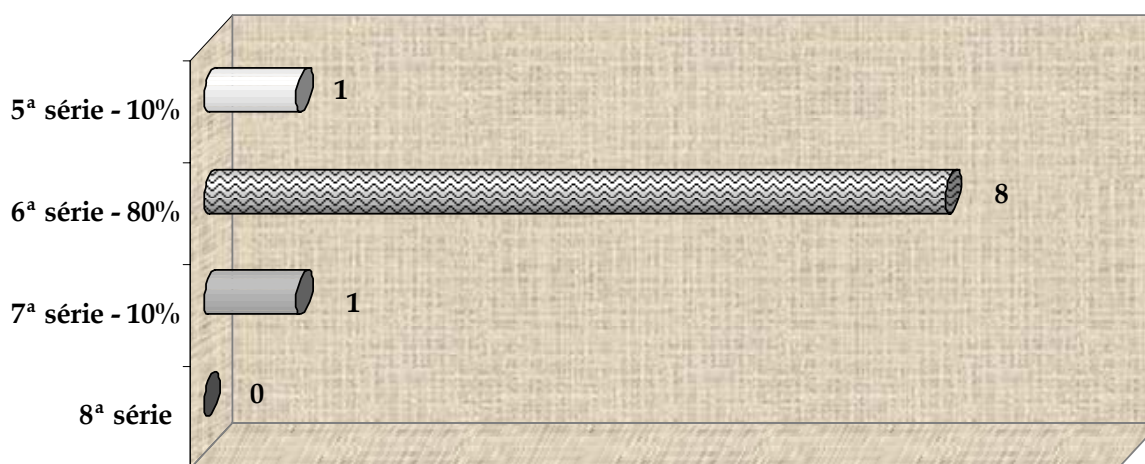 5ª série - 10% 1
6ª série - 80% 8
7ª série - 10% 1
8ª série 0